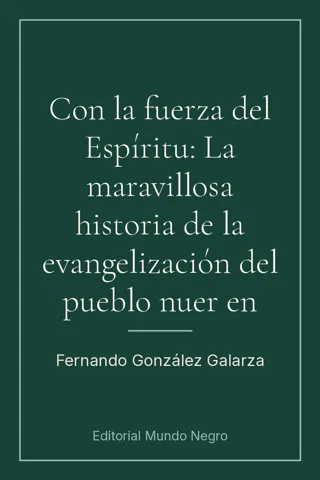 Con la fuerza del
Espíritu: La
maravillosa
historia de la
evangelización del
pueblo nuer en
Fernando González Galarza
Editorial Mundo Negro